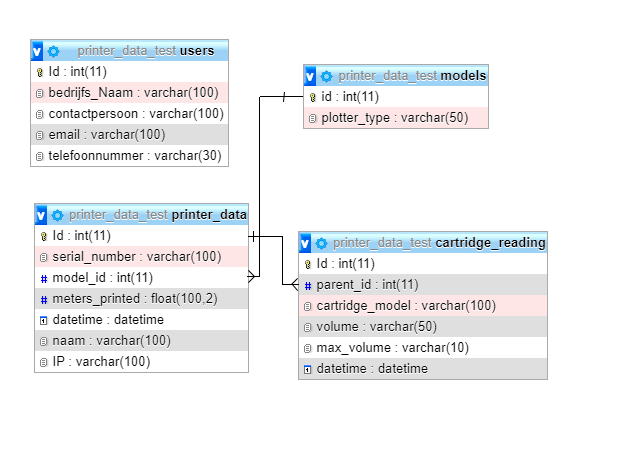 printer_data_test users
Id : int(11)
bedrijfs_Naam : varchar(100)
contactpersoon : varchar(100)
email : varchar(100)
telefoonnummer : varchar(30)
printer_data_test models
id : int(11)
plotter_type : varchar(50)
printer_data_test printer_data
Id : int(11)
serial_number : varchar(100)
model_id : int(11)
meters_printed : float(100,2)
datetime : datetime
naam : varchar(100)
IP : varchar(100)
printer_data_test cartridge_reading
Id : int(11)
parent_id : int(11)
cartridge_model : varchar(100)
volume : varchar(50)
max_volume : varchar(10)
datetime : datetime